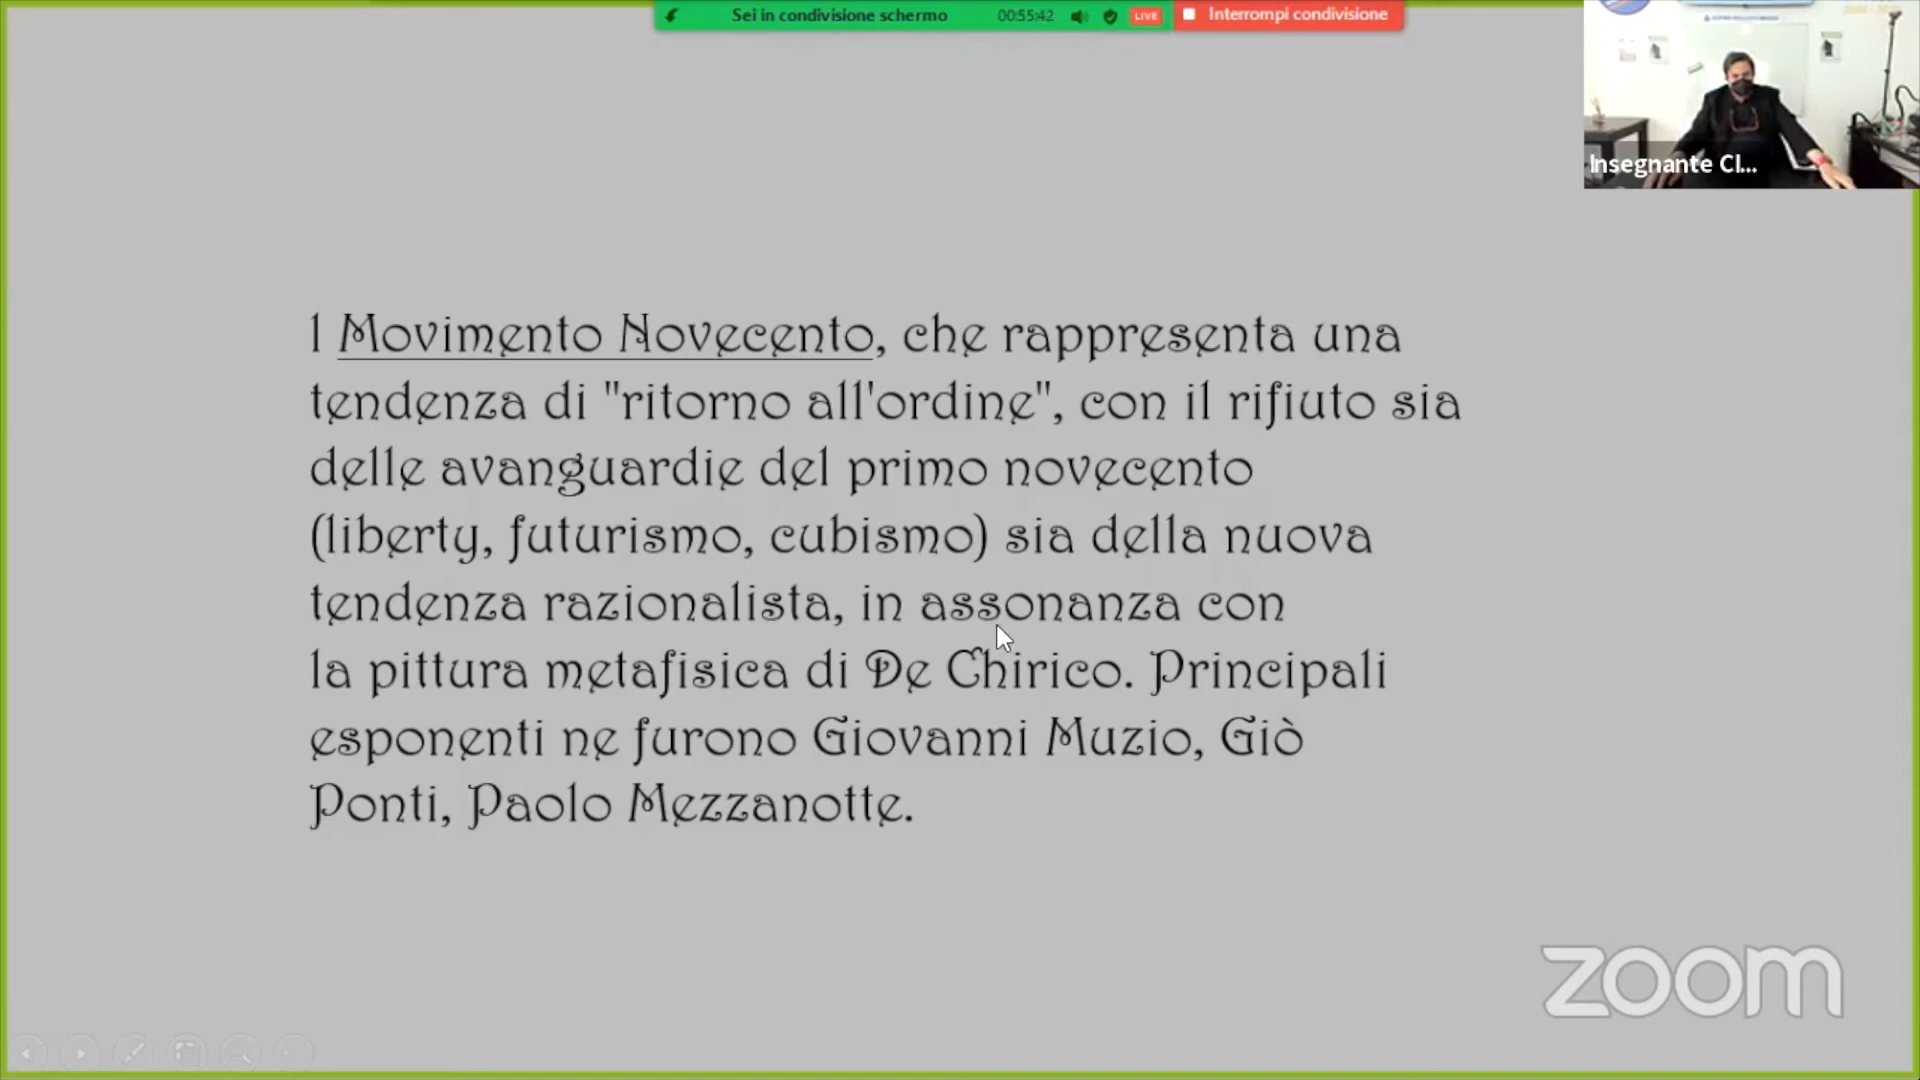 Sei in condivisione schermo 00:55:42 LIVE Interrompi condivisione
Insegnante Cl...
l Movimento Novecento, che rappresenta una
tendenza di "ritorno all'ordine", con il rifiuto sia
delle avanguardie del primo novecento
(liberty, futurismo, cubismo) sia della nuova
tendenza razionalista, in assonanza con
la pittura metafisica di De Chirico. Principali
esponenti ne furono Giovanni Muzio, Giò
Ponti, Paolo Mezzanotte.
zoom